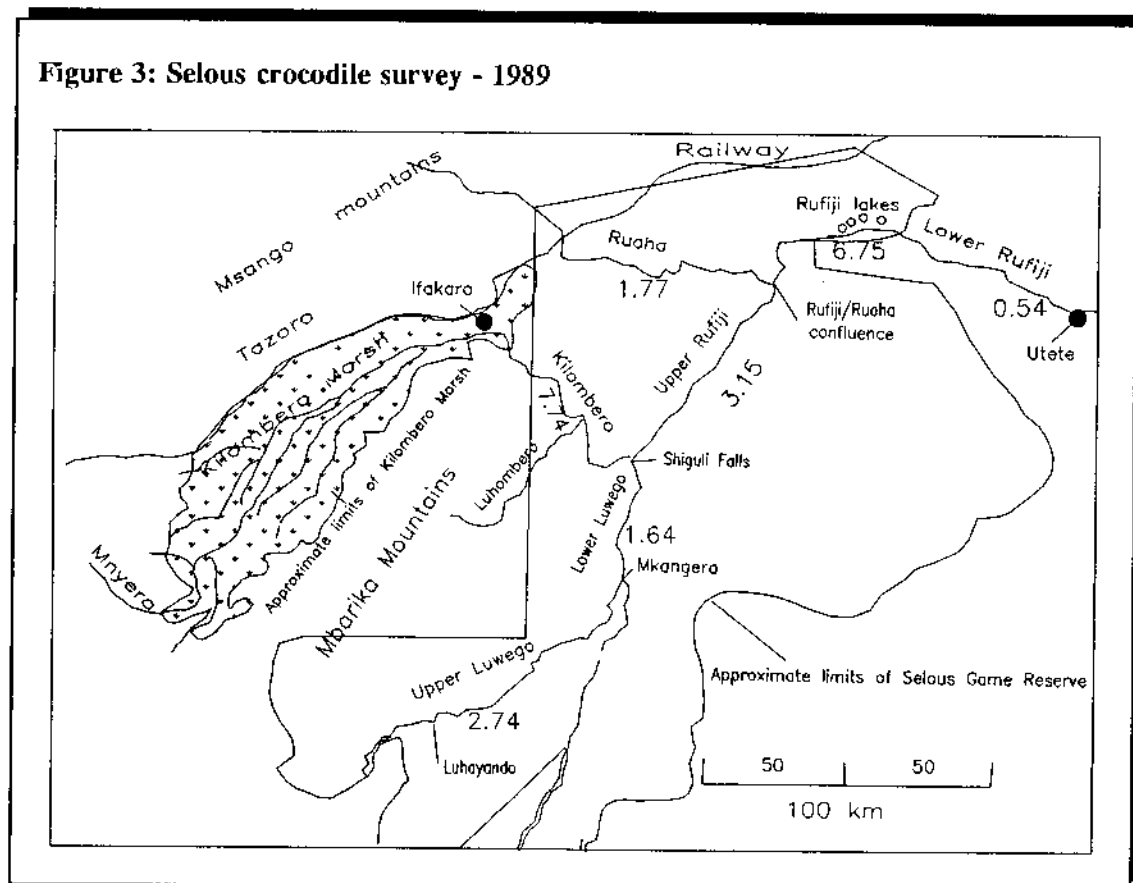 Figure 3: Selous crocodile survey - 1989
Railway
Msango mountains
Rufiji lakes
Lower Rufiji
Ruaha
6.75
1.77
Ifakara
0.54
Rufiji/Ruaha
confluence
Utete
Tazara
Kilombero Marsh
Upper Rufiji
3.15
Kilombero
7.74
Approximate limits of Kilombero Marsh
Luhombero
Shiguli Falls
Mbarika Mountains
Lower Luwego
1.64
Mkangera
Mnyera
Upper Luwego
2.74
Luhayando
Approximate limits of Selous Game Reserve
50 50
100 km